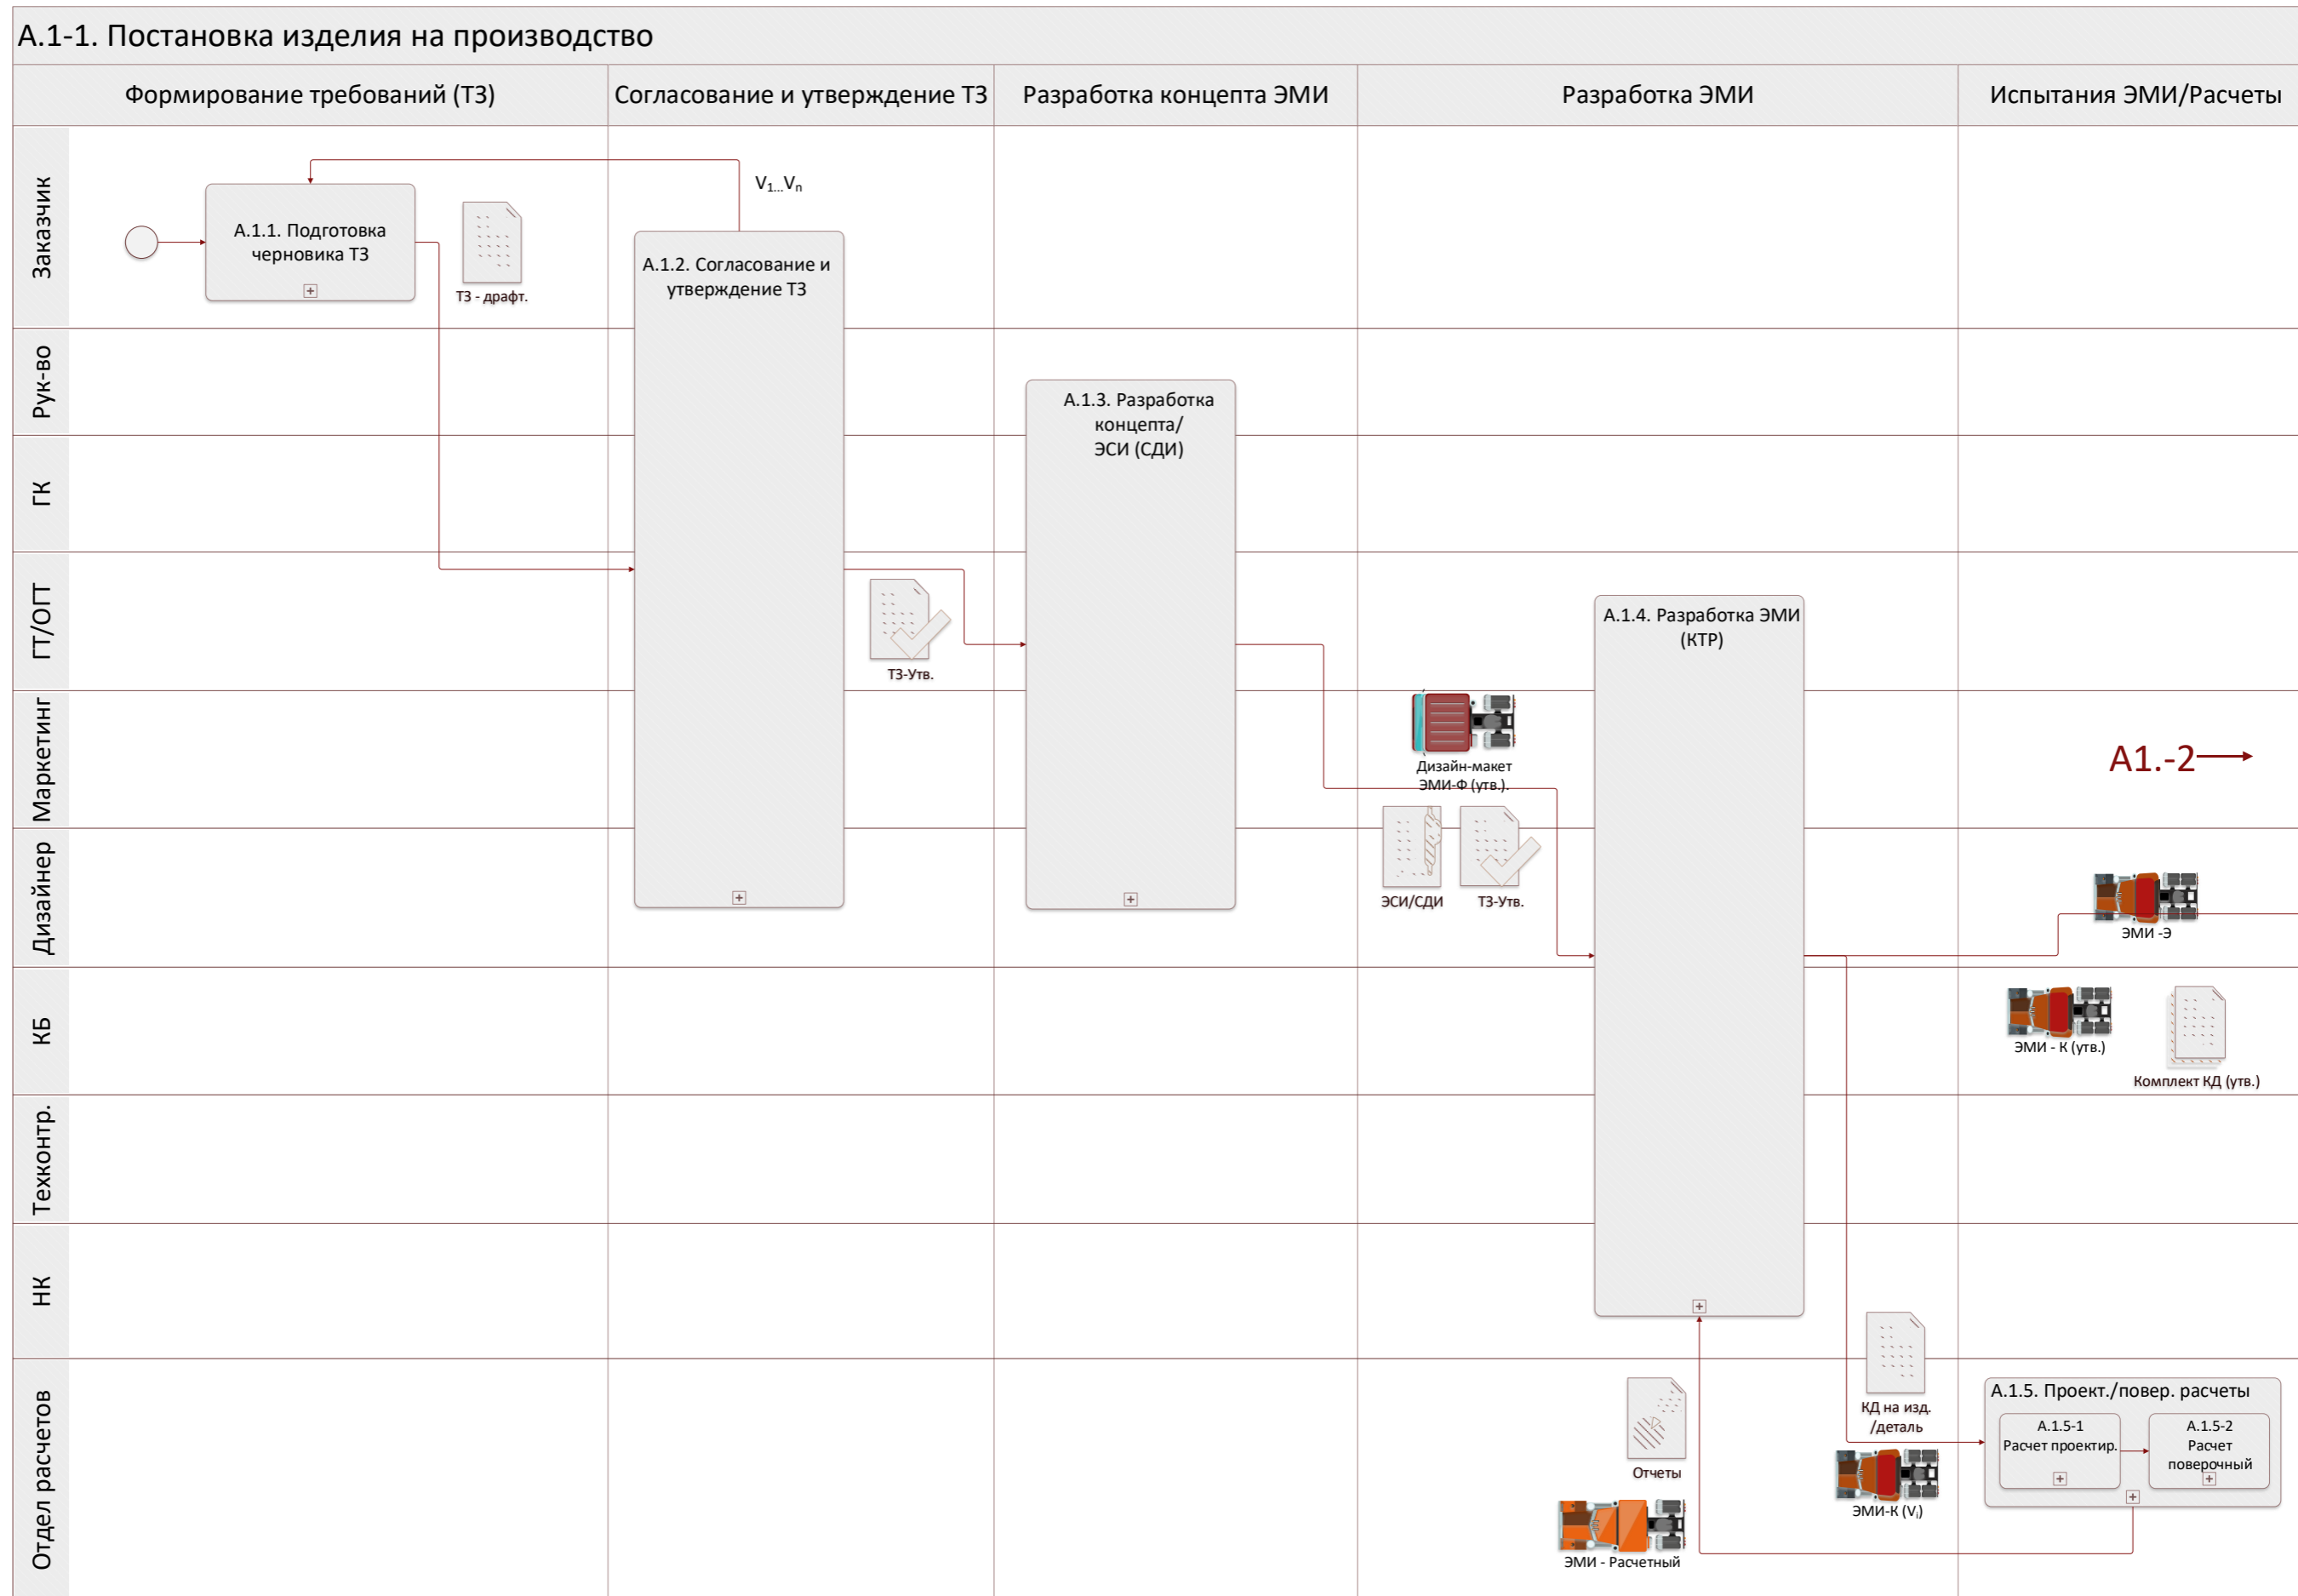 А.1-1. Постановка изделия на производство
Формирование требований (ТЗ)
Согласование и утверждение ТЗ
Разработка концепта ЭМИ
Разработка ЭМИ
Испытания ЭМИ/Расчеты
Заказчик
А.1.1. Подготовка
черновика ТЗ
ТЗ - драфт.
V1...Vn
А.1.2. Согласование и
утверждение ТЗ
Рук-во
А.1.3. Разработка
концепта/
ЭСИ (СДИ)
ГК
ГТ/ОГТ
ТЗ-Утв.
А.1.4. Разработка ЭМИ
(КТР)
Маркетинг
Дизайн-макет
ЭМИ-Ф (утв.).
А1.-2
Дизайнер
ЭСИ/СДИ
ТЗ-Утв.
ЭМИ -Э
КБ
ЭМИ - К (утв.)
Комплект КД (утв.)
Техконтр.
НК
Отдел расчетов
КД на изд.
/деталь
Отчеты
ЭМИ-К (Vi)
ЭМИ - Расчетный
А.1.5. Проект./повер. расчеты
А.1.5-1
Расчет проектир.
А.1.5-2
Расчет
поверочный